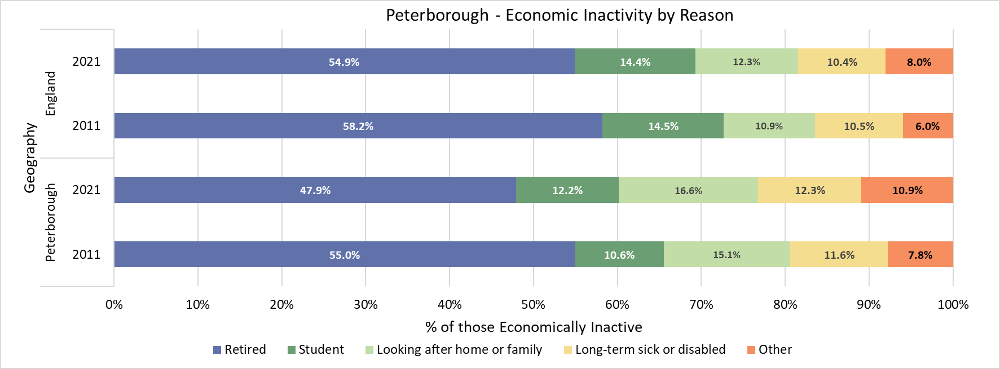 Peterborough - Economic Inactivity by Reason
Geography
England
2021
54.9% 14.4% 12.3% 10.4% 8.0%
2011
58.2% 14.5% 10.9% 10.5% 6.0%
Peterborough
2021
47.9% 12.2% 16.6% 12.3% 10.9%
2011
55.0% 10.6% 15.1% 11.6% 7.8%
0% 10% 20% 30% 40% 50% 60% 70% 80% 90% 100%
% of those Economically Inactive
Retired Student Looking after home or family Long-term sick or disabled Other